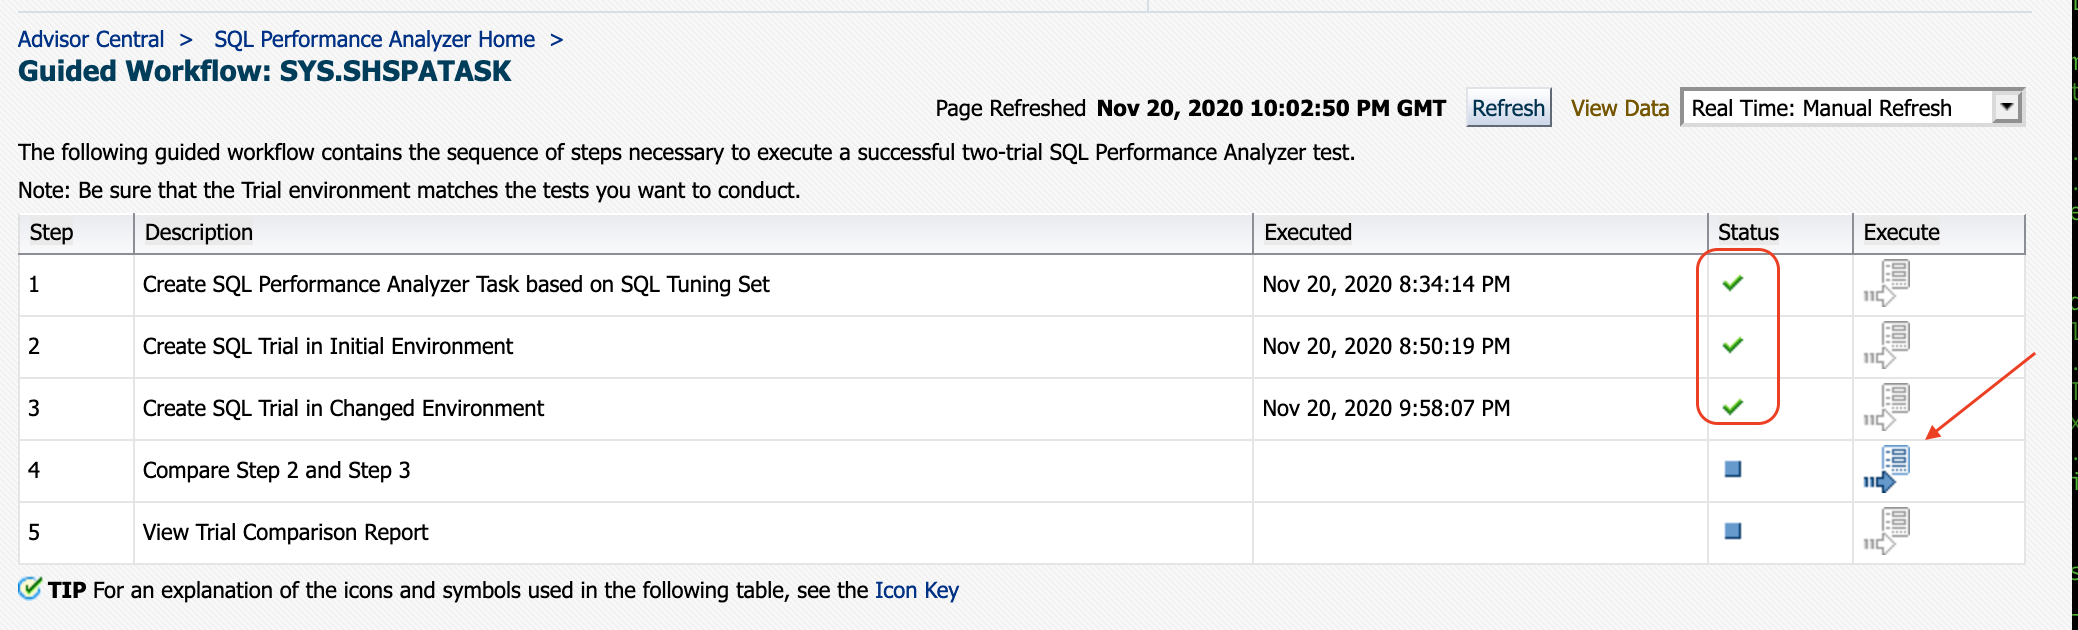 Advisor Central > SQL Performance Analyzer Home >
Guided Workflow: SYS.SHSPATASK
Page Refreshed Nov 20, 2020 10:02:50 PM GMT Refresh View Data Real Time: Manual Refresh
The following guided workflow contains the sequence of steps necessary to execute a successful two-trial SQL Performance Analyzer test.
Note: Be sure that the Trial environment matches the tests you want to conduct.
Step Description Executed Status Execute
1 Create SQL Performance Analyzer Task based on SQL Tuning Set Nov 20, 2020 8:34:14 PM
2 Create SQL Trial in Initial Environment Nov 20, 2020 8:50:19 PM
3 Create SQL Trial in Changed Environment Nov 20, 2020 9:58:07 PM
4 Compare Step 2 and Step 3
5 View Trial Comparison Report
TIP For an explanation of the icons and symbols used in the following table, see the Icon Key